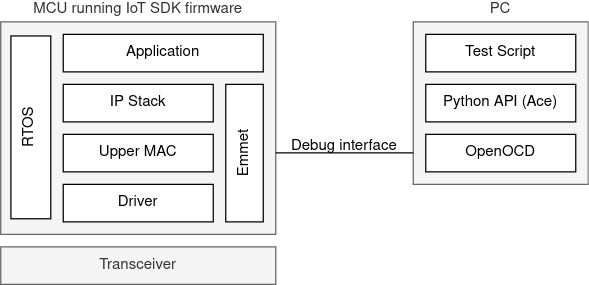 MCU running IoT SDK firmware
PC
RTOS
Application
IP Stack
Upper MAC
Driver
Emmet
Debug interface
Test Script
Python API (Ace)
OpenOCD
Transceiver